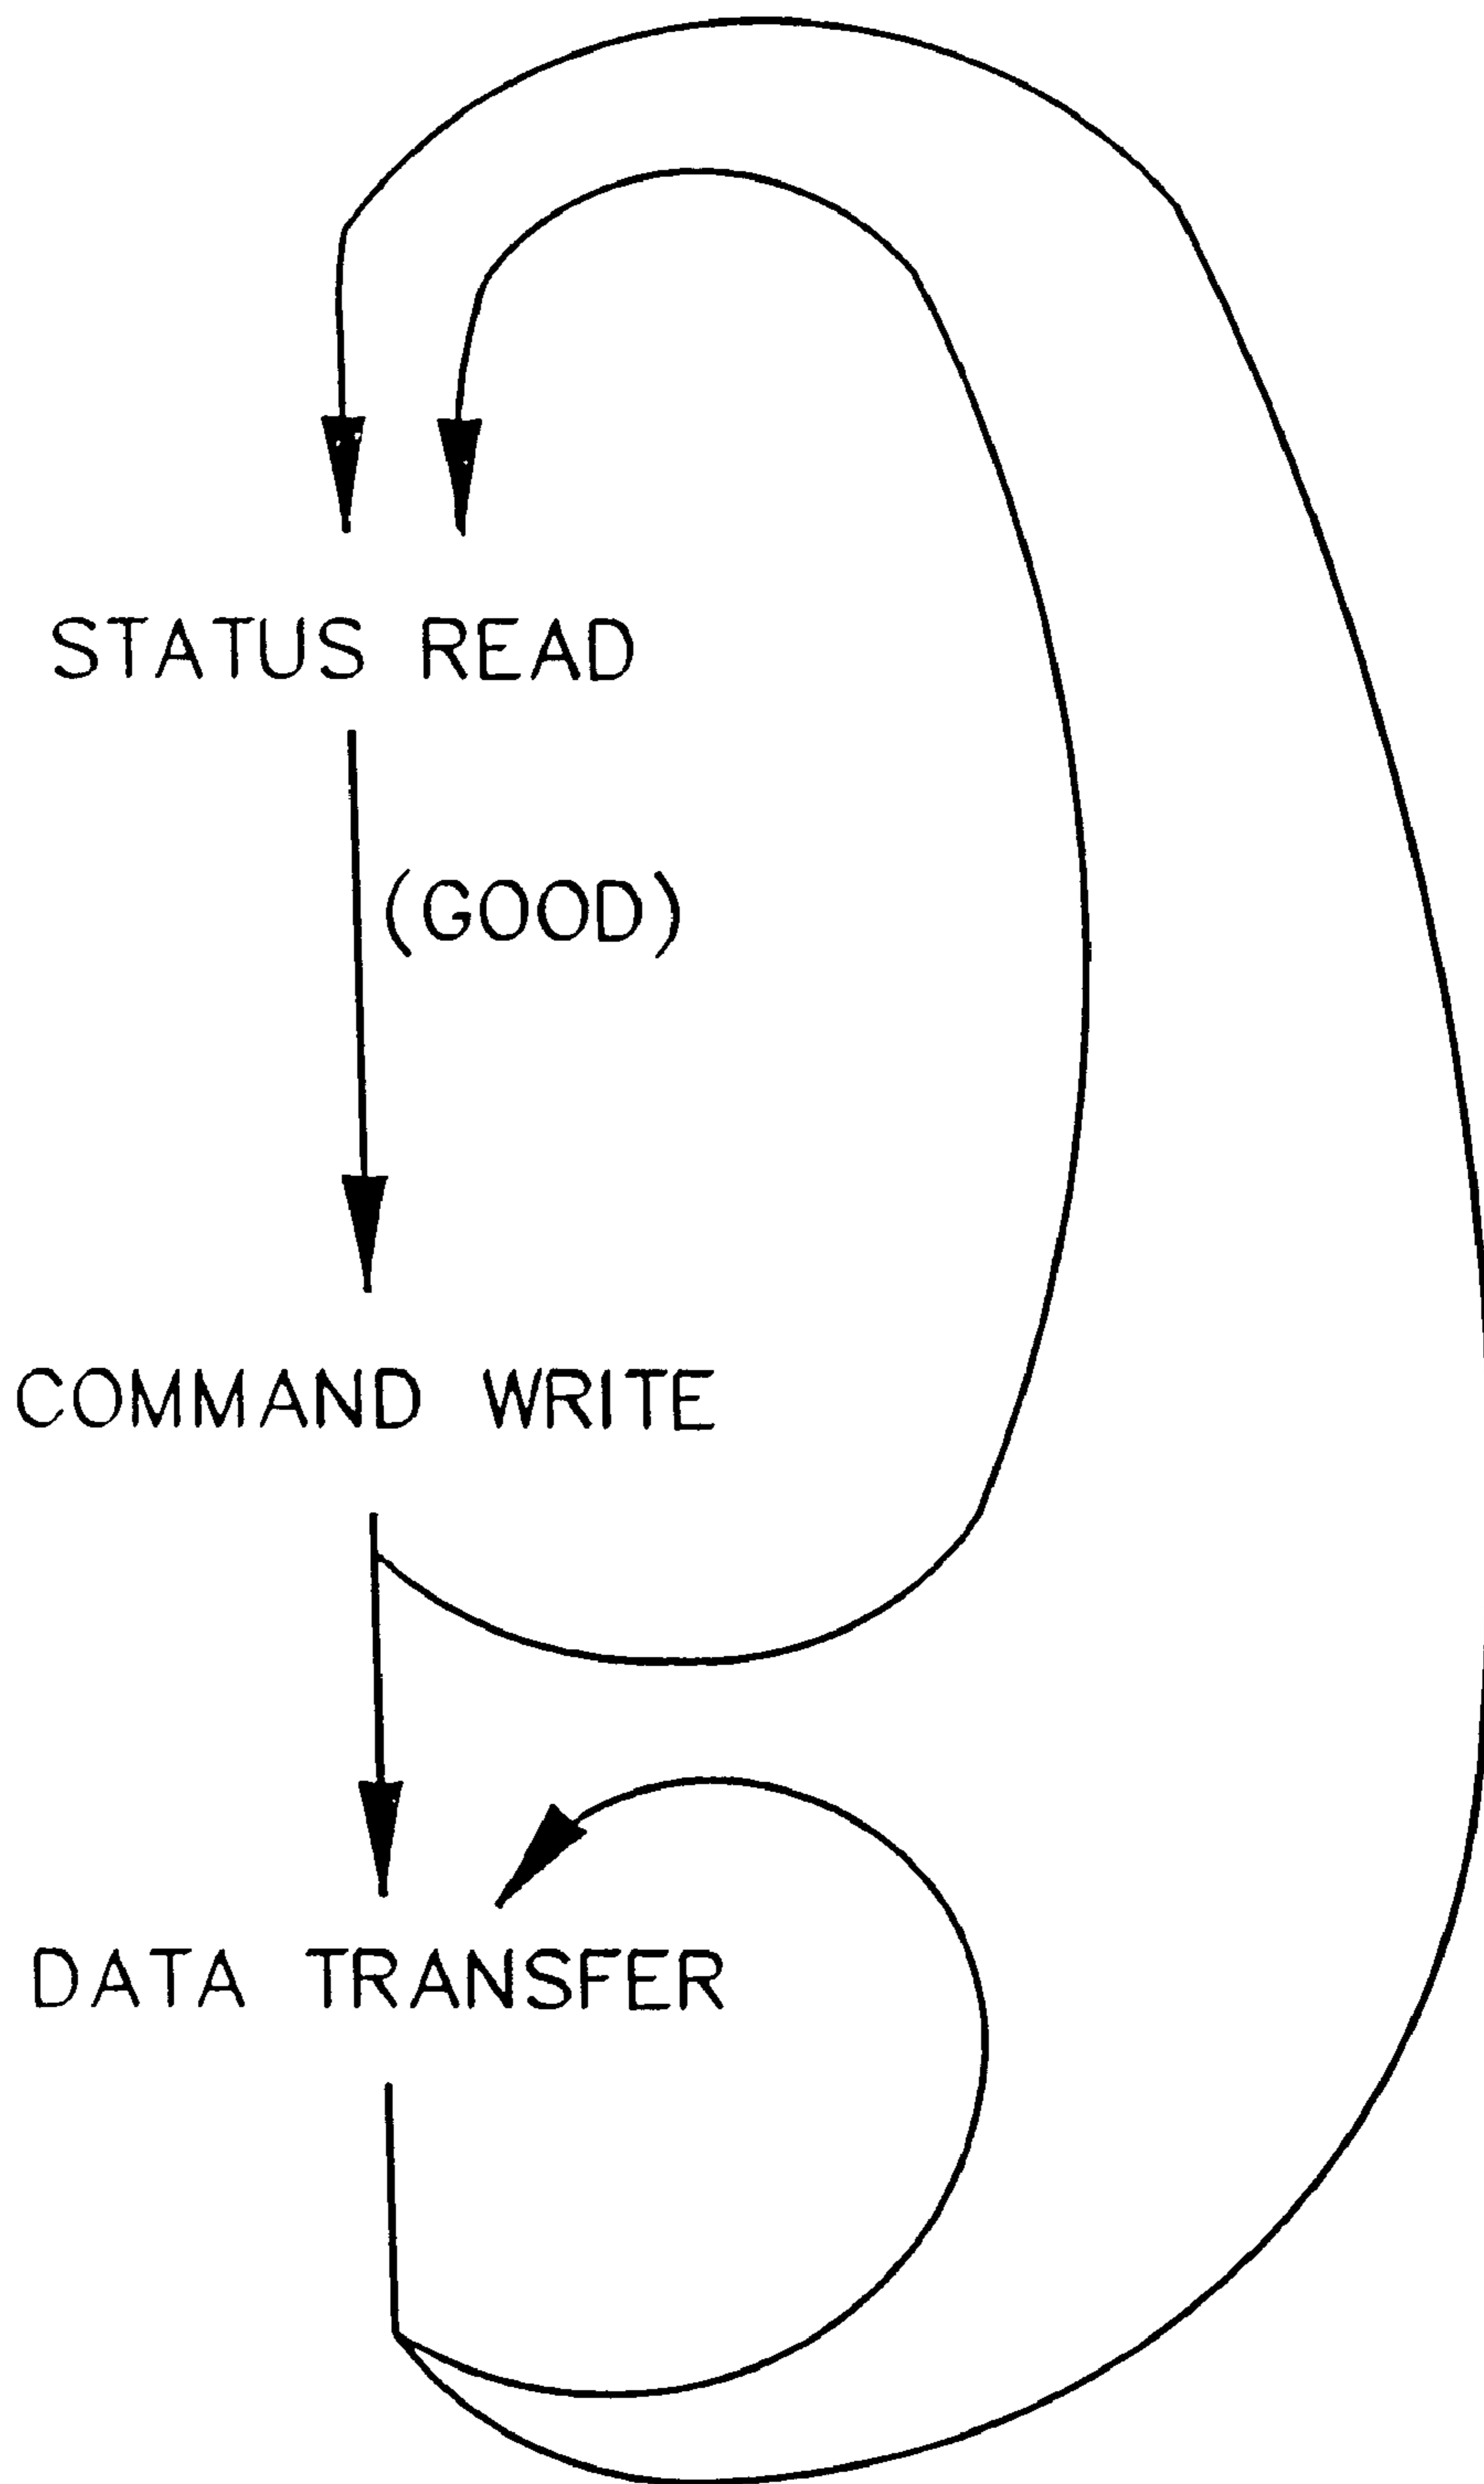 STATUS READ
(GOOD)
COMMAND WRITE
DATA TRANSFER